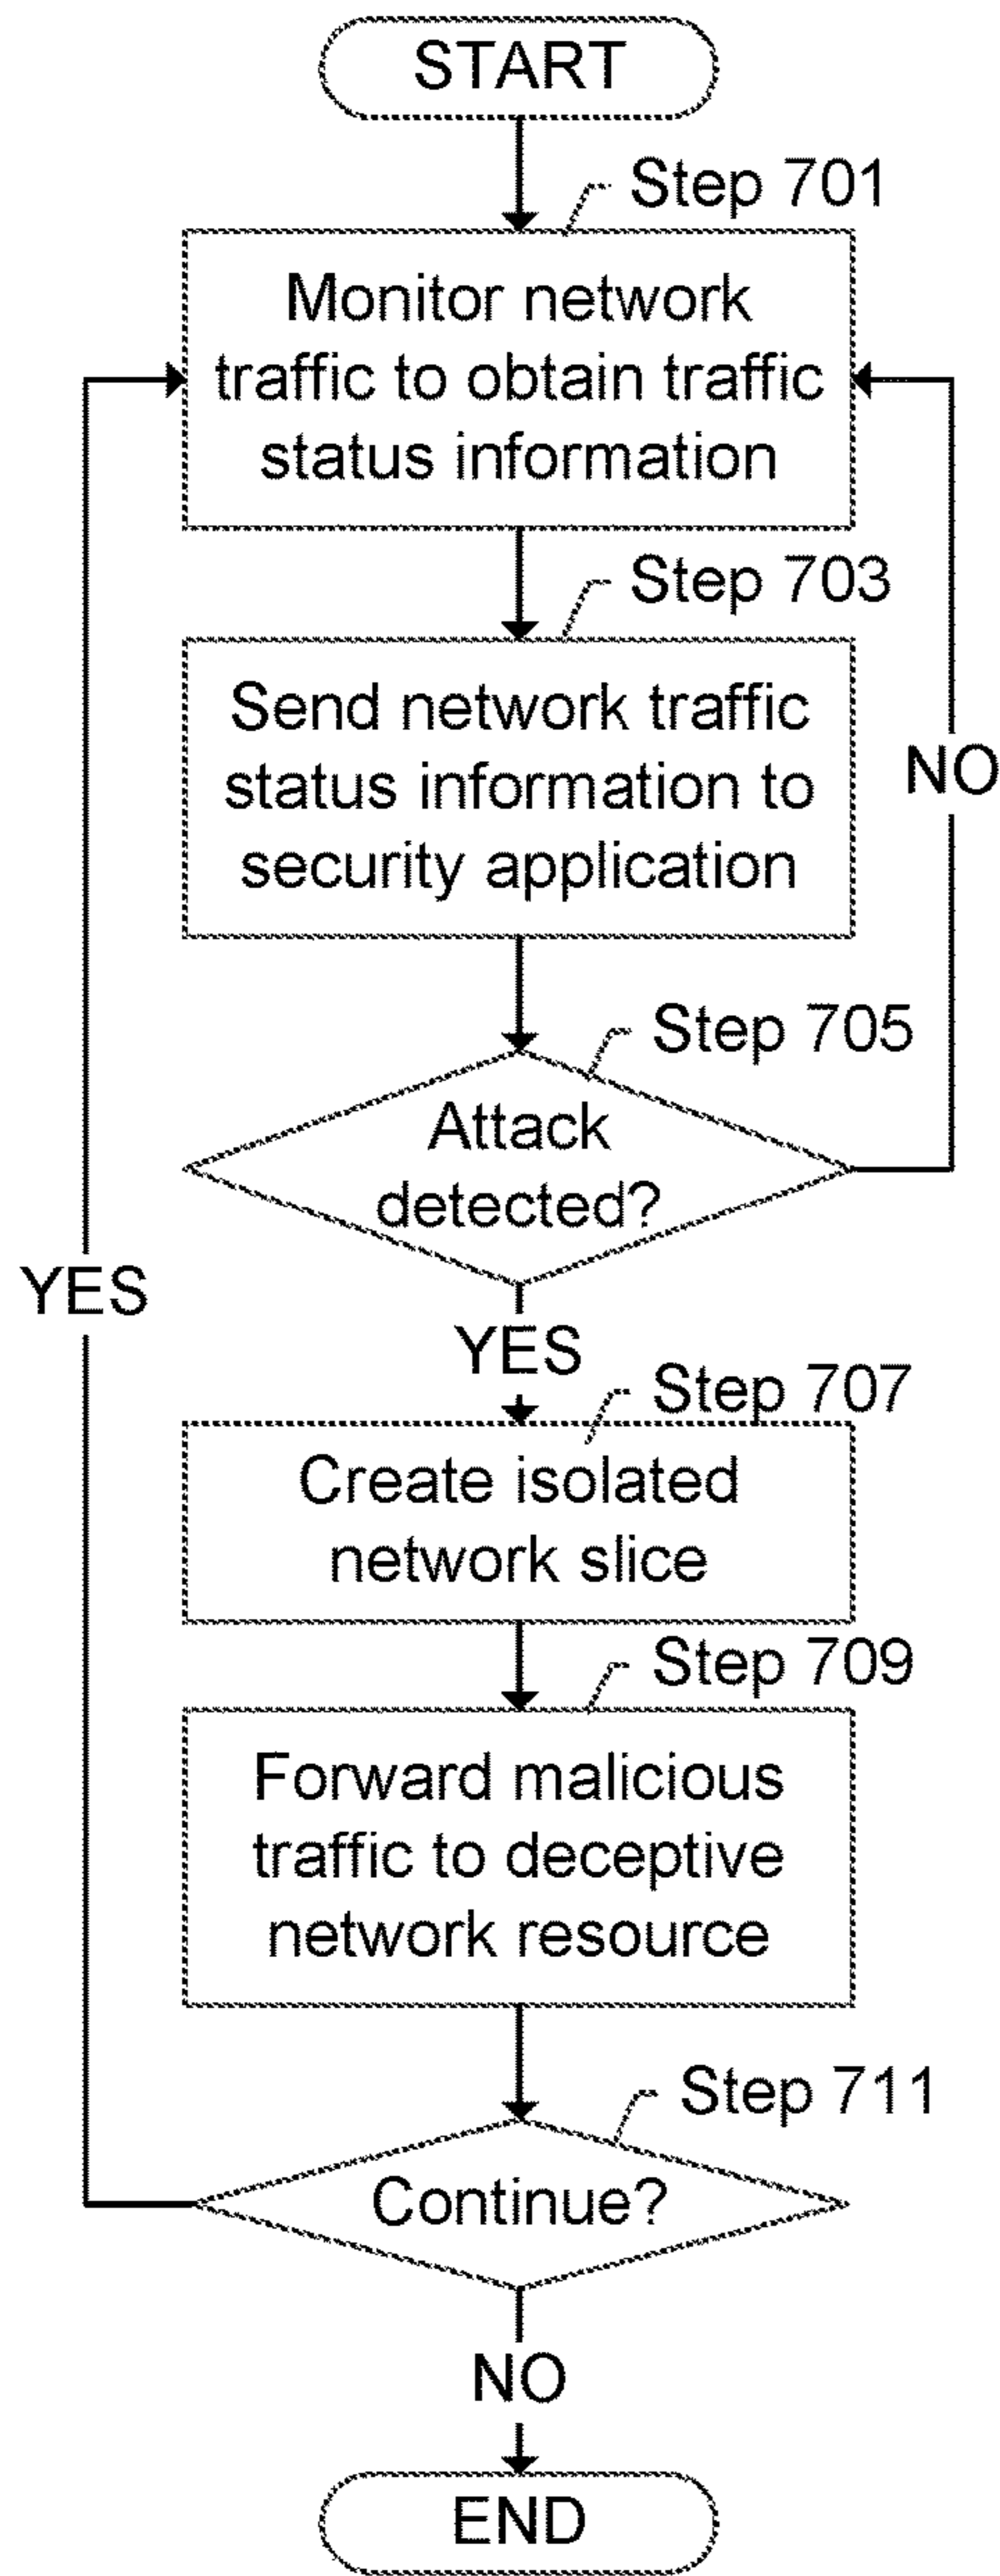 START
Step 701
Monitor network
traffic to obtain traffic
status information
Step 703
Send network traffic
status information to
security application
NO
Step 705
Attack
detected?
YES
YES
Step 707
Create isolated
network slice
Step 709
Forward malicious
traffic to deceptive
network resource
Step 711
Continue?
NO
END